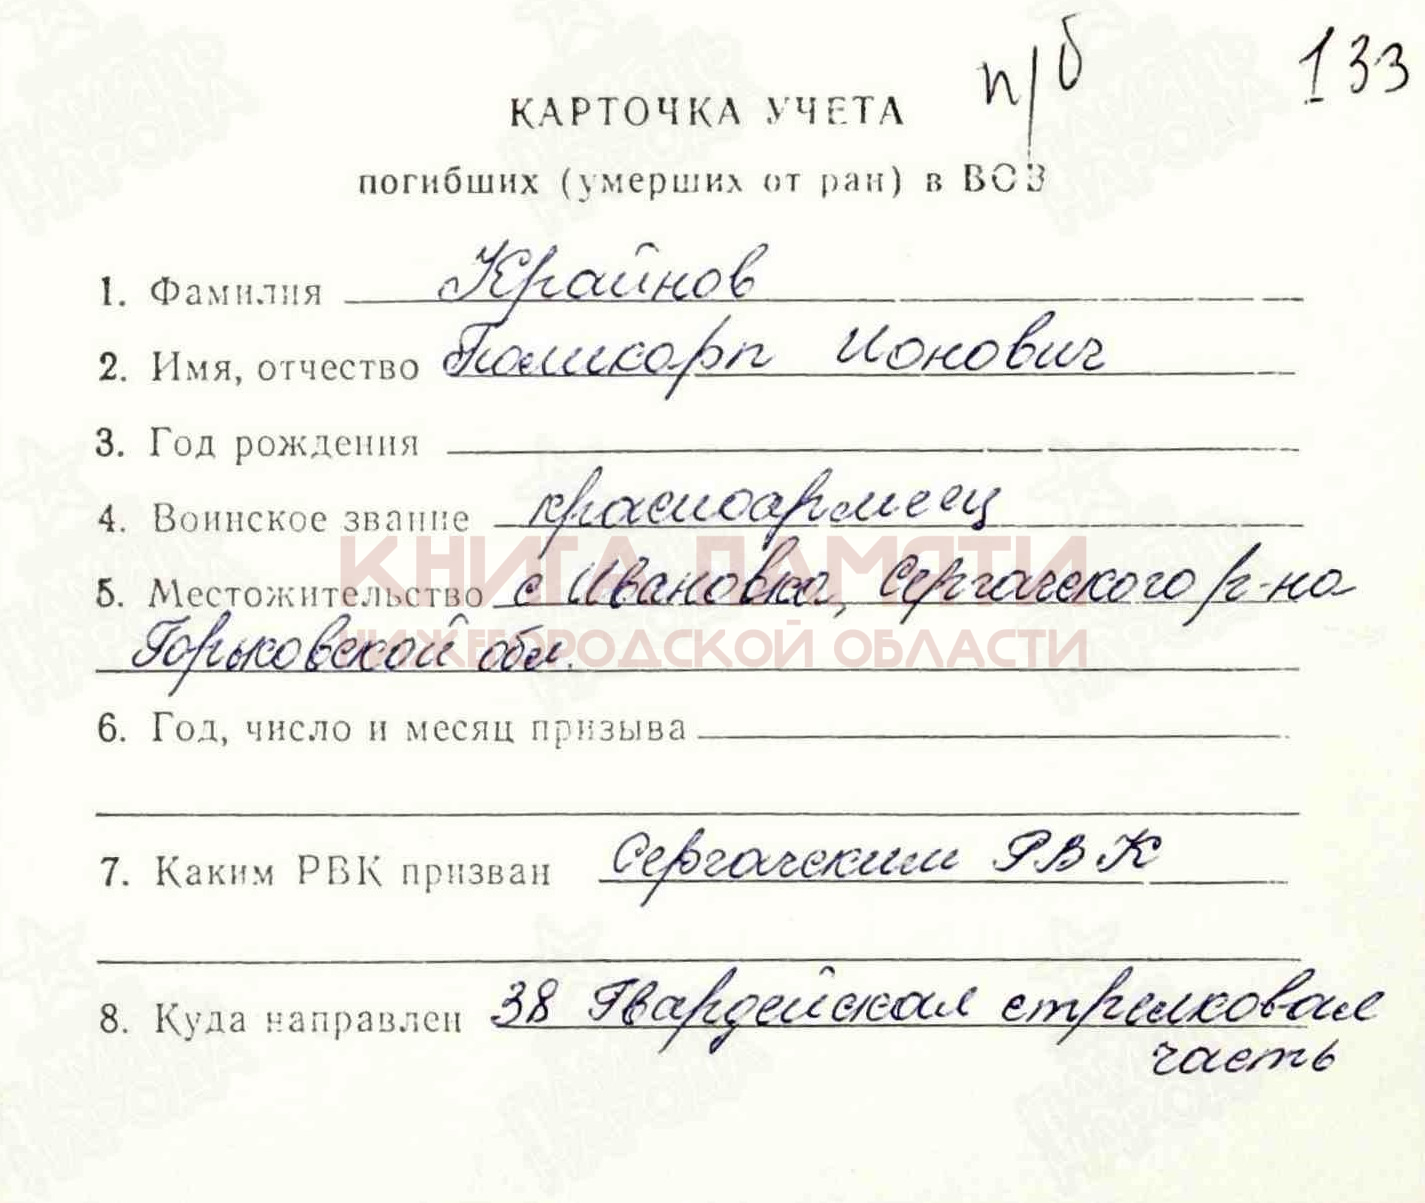 п/б 133
КАРТОЧКА УЧЕТА
погибших (умерших от ран) в ВОВ
1. Фамилия Крайнов
2. Имя, отчество Поликарп Ионович
3. Год рождения
4. Воинское звание красноармеец
5. Местожительство с Ивановка, Сергачского р-на
Горьковской обл.
КНИГА ПАМЯТИ
НИЖЕГОРОДСКОЙ ОБЛАСТИ
6. Год, число и месяц призыва
7. Каким РВК призван Сергачским РВК
8. Куда направлен 38 Гвардейская стрелковая
часть